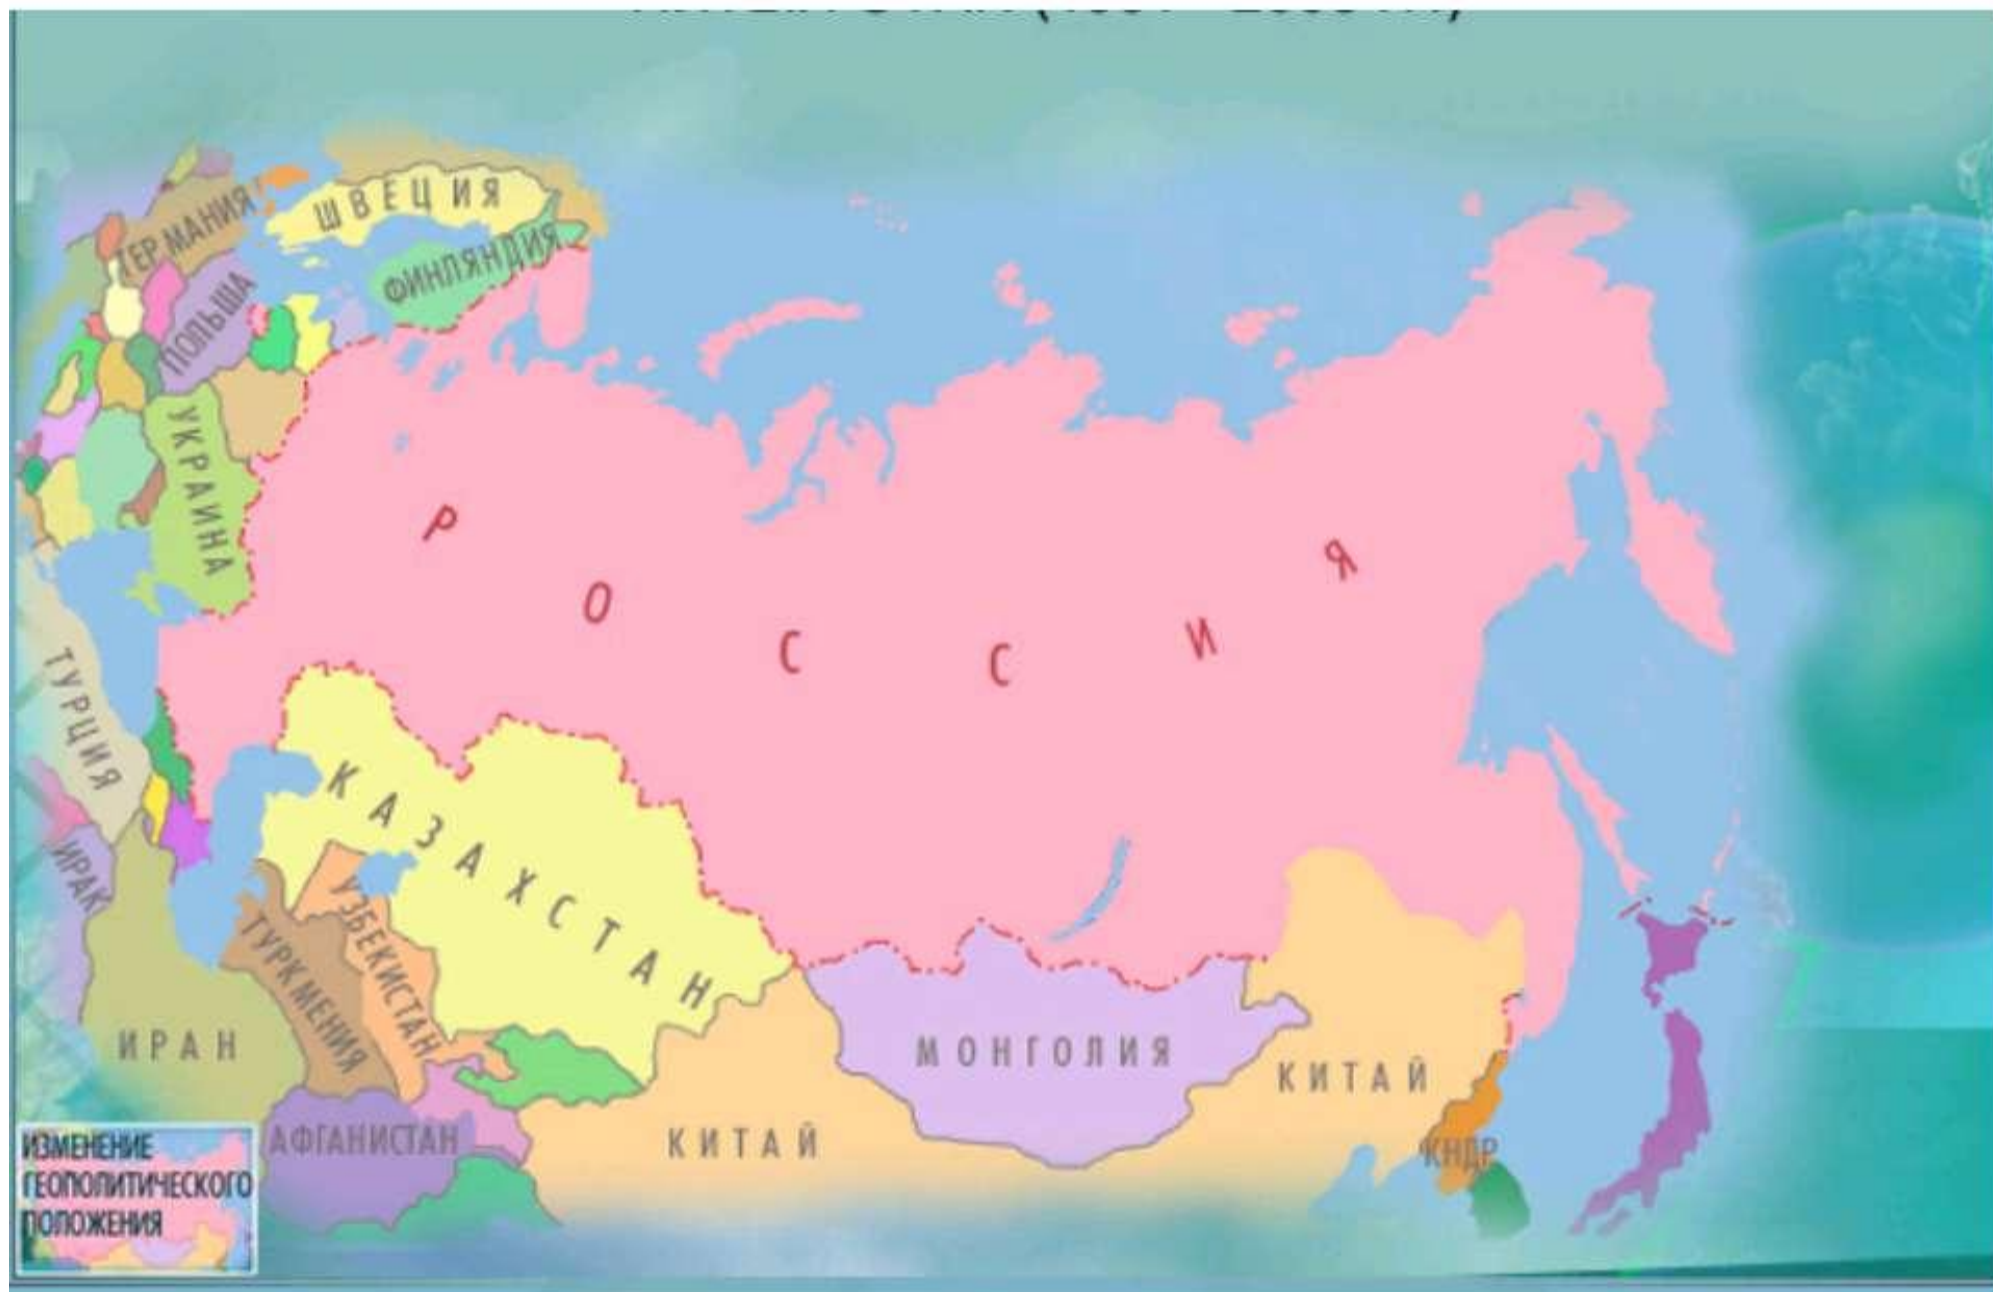 ШВЕЦИЯ
ГЕРМАНИЯ
ФИНЛЯНДИЯ
ПОЛЬША
УКРАИНА
РОССИЯ
ТУРЦИЯ
КАЗАХСТАН
ИРАК
УЗБЕКИСТАН
ТУРКМЕНИЯ
ИРАН
МОНГОЛИЯ
КИТАЙ
АФГАНИСТАН
КИТАЙ
КНДР
ИЗМЕНЕНИЕ
ГЕОПОЛИТИЧЕСКОГО
ПОЛОЖЕНИЯ